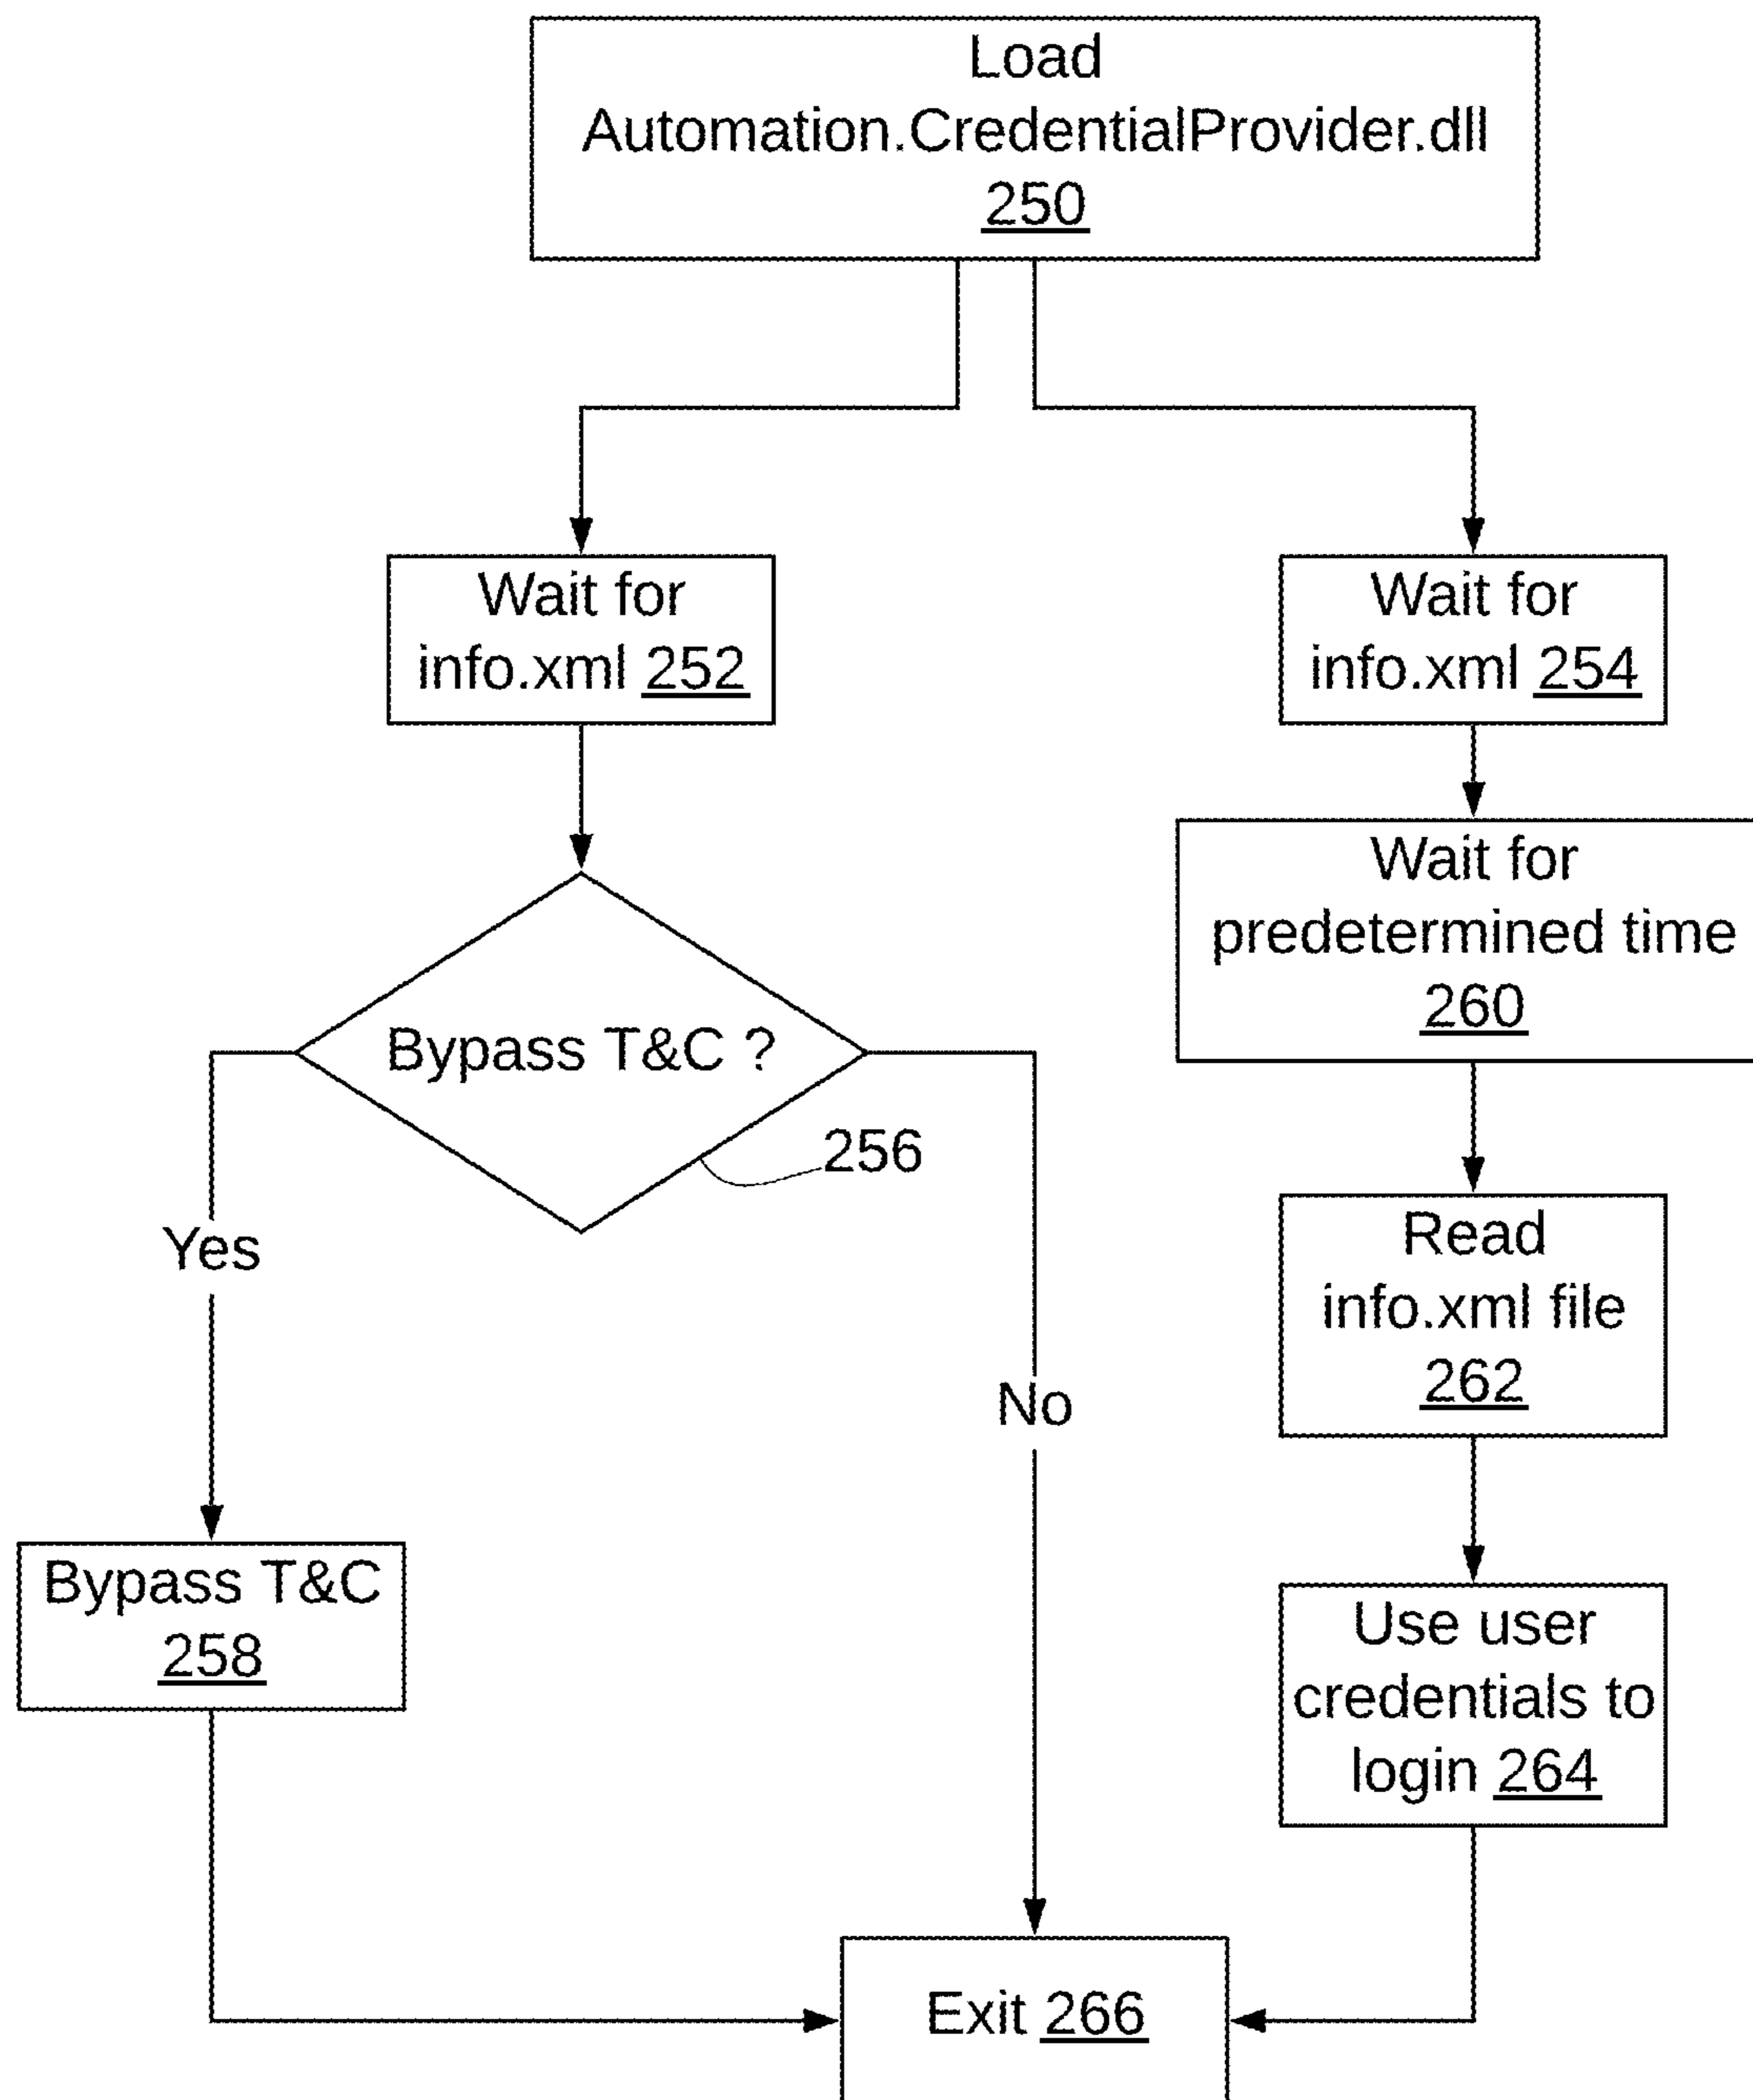 Load
Automation.CredentialProvider.dll
250
Wait for
info.xml 252
Wait for
info.xml 254
Wait for
predetermined time
260
Bypass T&C ?
256
Yes
No
Read
info.xml file
262
Bypass T&C
258
Use user
credentials to
login 264
Exit 266